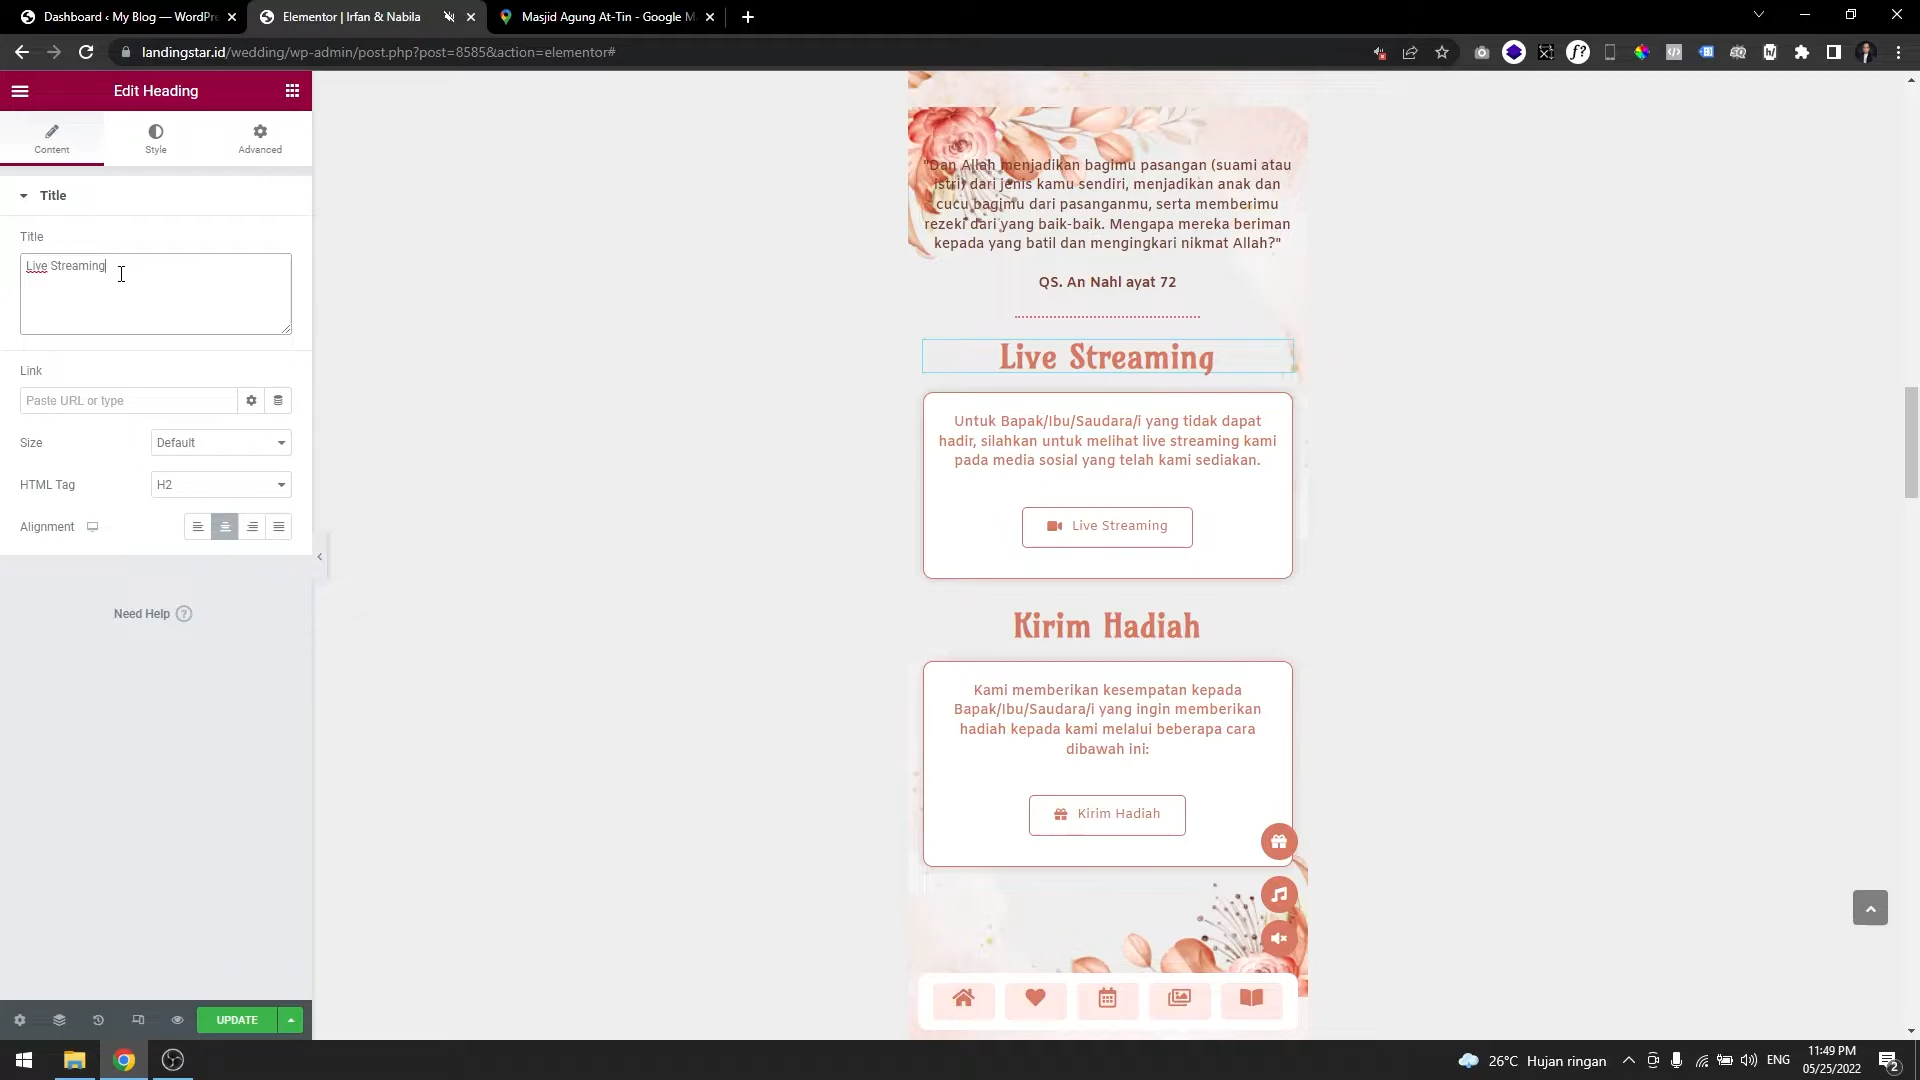 Dashboard ‹ My Blog — WordPre
Elementor | Irfan & Nabila
Masjid Agung At-Tin - Google M
landingstar.id/wedding/wp-admin/post.php?post=8585&action=elementor#
Edit Heading
Content
Style
Advanced
Title
Title
Live Streaming
Link
Paste URL or type
Size
Default
HTML Tag
H2
Alignment
Need Help
UPDATE
"Dan Allah menjadikan bagimu pasangan (suami atau
istri) dari jenis kamu sendiri, menjadikan anak dan
cucu bagimu dari pasanganmu, serta memberimu
rezeki dari yang baik-baik. Mengapa mereka beriman
kepada yang batil dan mengingkari nikmat Allah?"
QS. An Nahl ayat 72
Live Streaming
Untuk Bapak/Ibu/Saudara/i yang tidak dapat
hadir, silahkan untuk melihat live streaming kami
pada media sosial yang telah kami sediakan.
Live Streaming
Kirim Hadiah
Kami memberikan kesempatan kepada
Bapak/Ibu/Saudara/i yang ingin memberikan
hadiah kepada kami melalui beberapa cara
dibawah ini:
Kirim Hadiah
26°C Hujan ringan
ENG
11:49 PM
05/25/2022
2